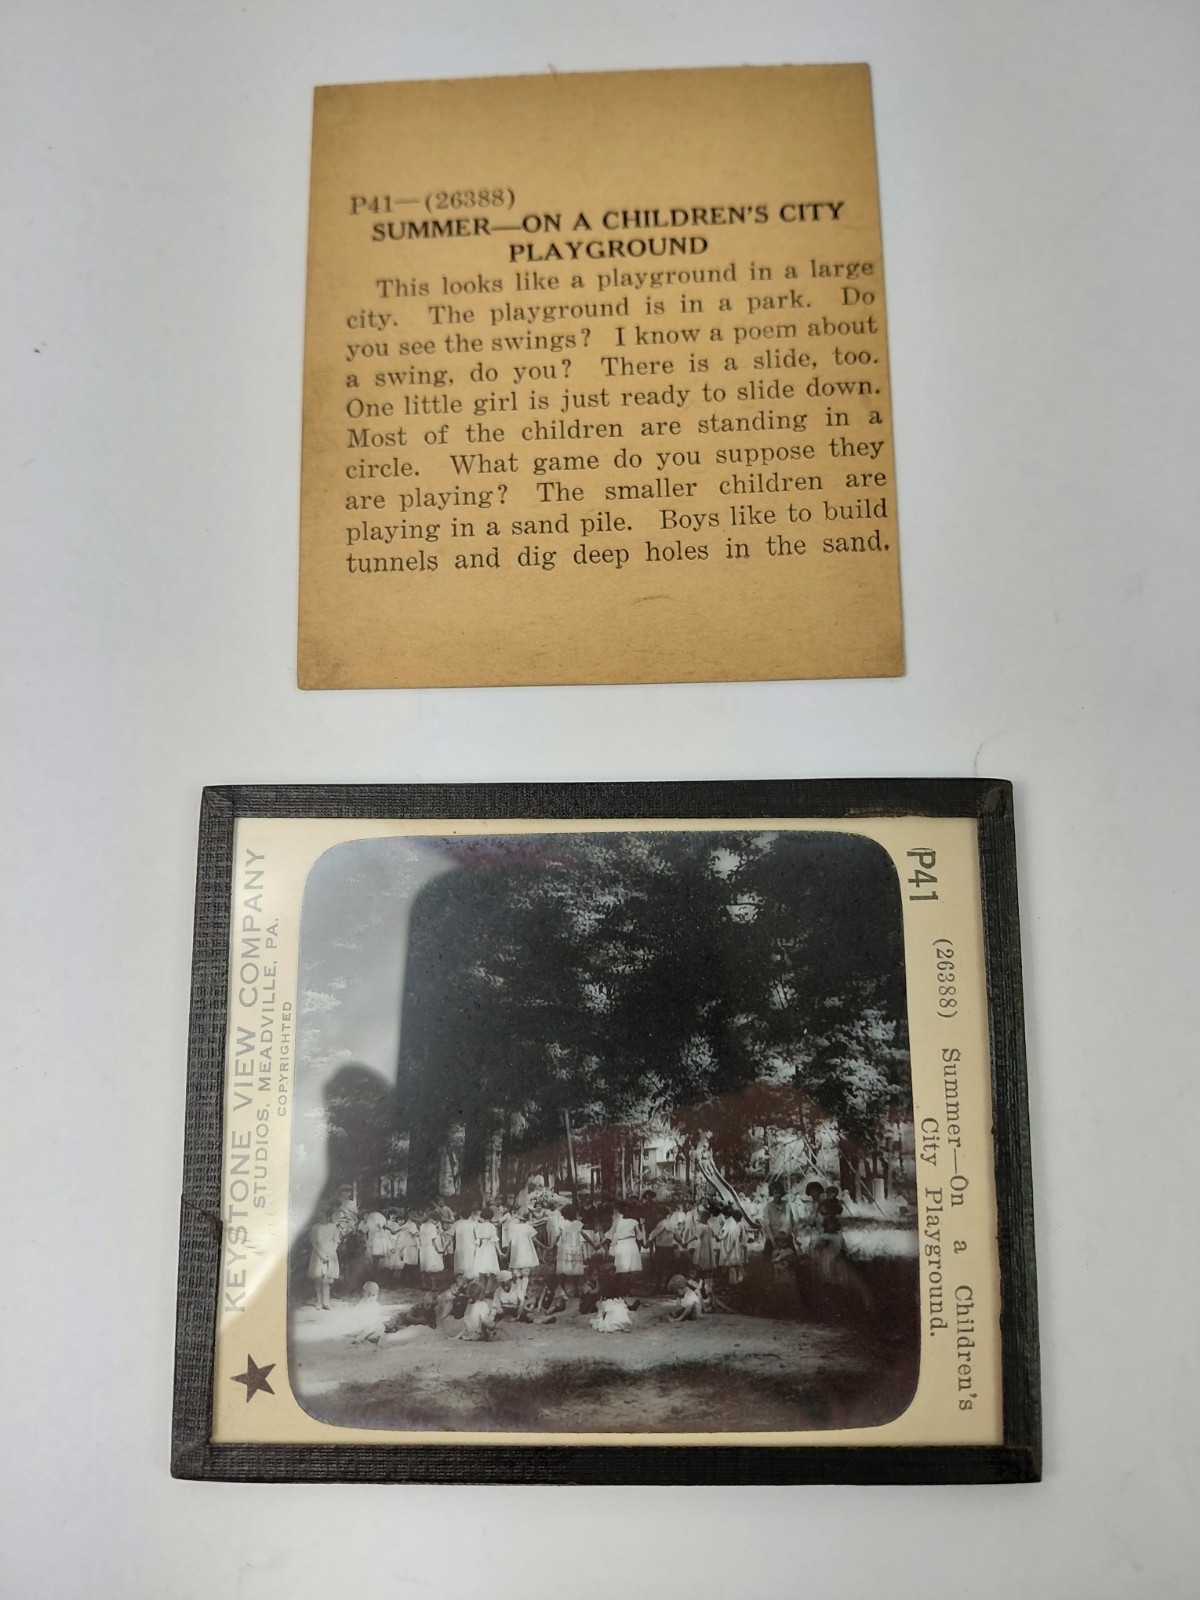 P41—(26388)
SUMMER—ON A CHILDREN'S CITY
PLAYGROUND
This looks like a playground in a large
city. The playground is in a park. Do
you see the swings? I know a poem about
a swing, do you? There is a slide, too.
One little girl is just ready to slide down.
Most of the children are standing in a
circle. What game do you suppose they
are playing? The smaller children are
playing in a sand pile. Boys like to build
tunnels and dig deep holes in the sand.
KEYSTONE VIEW COMPANY
STUDIOS, MEADVILLE, PA.
COPYRIGHTED
P41 (26388) Summer—On a Children's
City Playground.